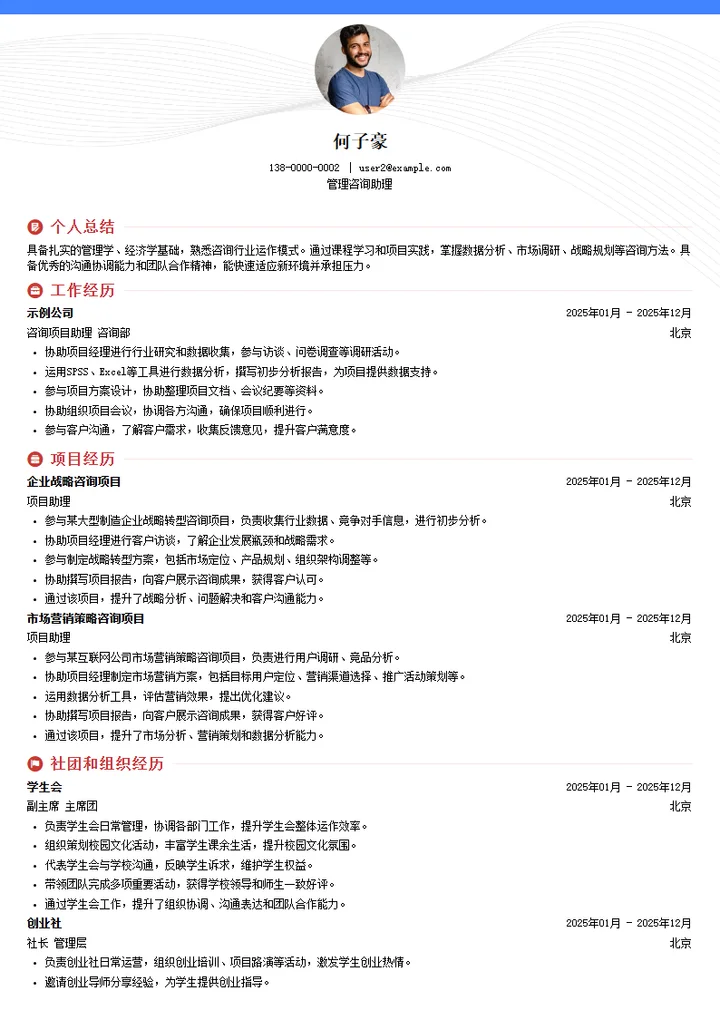 何子豪
138-0000-0002 | user2@example.com
管理咨询助理
个人总结
具备扎实的管理学、经济学基础，熟悉咨询行业运作模式。通过课程学习和项目实践，掌握数据分析、市场调研、战略规划等咨询方法。具
备优秀的沟通协调能力和团队合作精神，能快速适应新环境并承担压力。
工作经历
示创公司 2025年01月 - 2025年12月
咨询项目助理 咨询部 北京
• 协助项目经理进行行业研究和数据收集，参与访谈、问卷调查等调研活动。
• 运用SPSS、Excel等工具进行数据分析，撰写初步分析报告，为项目提供数据支持。
• 参与项目方案设计，协助整理项目文档、会议纪要等资料。
• 协助组织项目会议，协调各方沟通，确保项目顺利进行。
• 参与客户沟通，了解客户需求，收集反馈意见，提升客户满意度。
项目经历
企业战略咨询项目 2025年01月 - 2025年12月
项目助理 北京
• 参与某大型制造企业战略转型咨询项目，负责收集行业数据、竞争对手信息，进行初步分析。
• 协助项目经理进行客户访谈，了解企业发展瓶颈和战略需求。
• 参与制定战略转型方案，包括市场定位、产品规划、组织架构调整等。
• 协助撰写项目报告，向客户展示咨询成果，获得客户认可。
• 通过该项目，提升了战略分析、问题解决和客户沟通能力。
市场营销策略咨询项目 2025年01月 - 2025年12月
项目助理 北京
• 参与某互联网公司市场营销策略咨询项目，负责进行用户调研、竞品分析。
• 协助项目经理制定市场营销方案，包括目标用户定位、营销渠道选择、推广活动策划等。
• 运用数据分析工具，评估营销效果，提出优化建议。
• 协助撰写项目报告，向客户展示咨询成果，获得客户好评。
• 通过该项目，提升了市场分析、营销策划和数据分析能力。
社团和组织经历
学生会 2025年01月 - 2025年12月
副主席 主席团 北京
• 负责学生会日常管理，协调各部门工作，提升学生会整体运作效率。
• 组织策划校园文化活动，丰富学生课余生活，提升校园文化氛围。
• 代表学生会与学校沟通，反映学生诉求，维护学生权益。
• 带领团队完成多项重要活动，获得学校领导和师生一致好评。
• 通过学生会工作，提升了组织协调、沟通表达和团队合作能力。
创业社 2025年01月 - 2025年12月
社长 管理层 北京
• 负责创业社日常运营，组织创业培训、项目路演等活动，激发学生创业热情。
• 邀请创业导师分享经验，为学生提供创业指导。